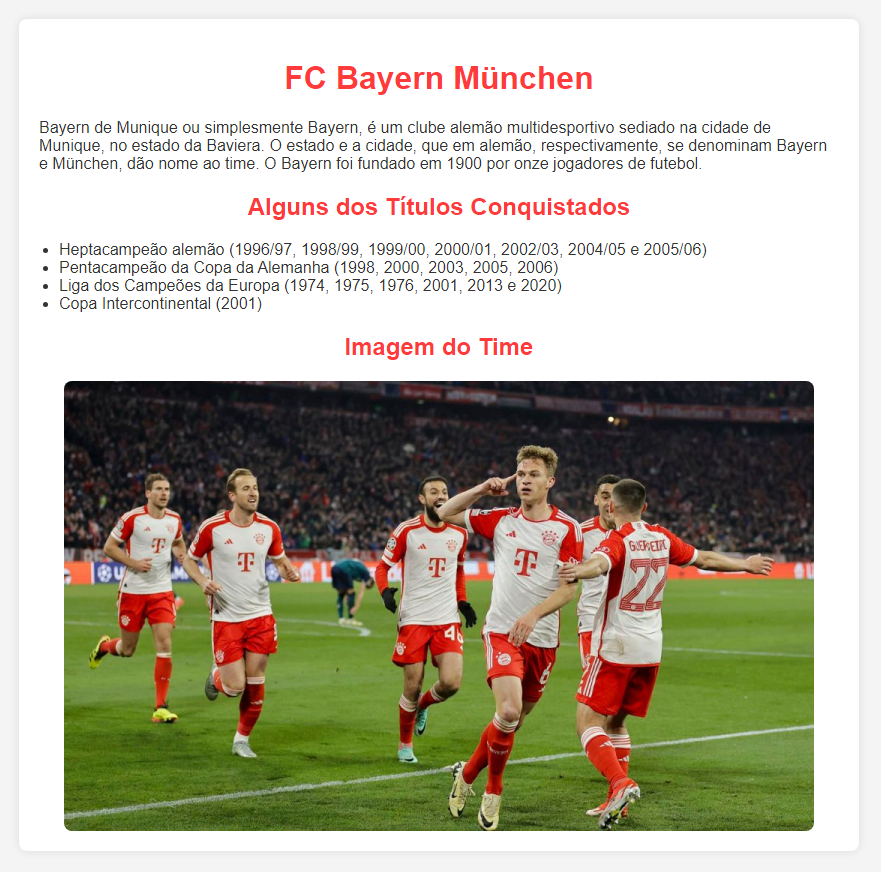 FC Bayern München
Bayern de Munique ou simplesmente Bayern, é um clube alemão multidesportivo sediado na cidade de
Munique, no estado da Baviera. O estado e a cidade, que em alemão, respectivamente, se denominam Bayern
e München, dão nome ao time. O Bayern foi fundado em 1900 por onze jogadores de futebol.
Alguns dos Títulos Conquistados
Heptacampeão alemão (1996/97, 1998/99, 1999/00, 2000/01, 2002/03, 2004/05 e 2005/06)
Pentacampeão da Copa da Alemanha (1998, 2000, 2003, 2005, 2006)
Liga dos Campeões da Europa (1974, 1975, 1976, 2001, 2013 e 2020)
Copa Intercontinental (2001)
Imagem do Time
GUERREIRO
22
T
T
T
T
6